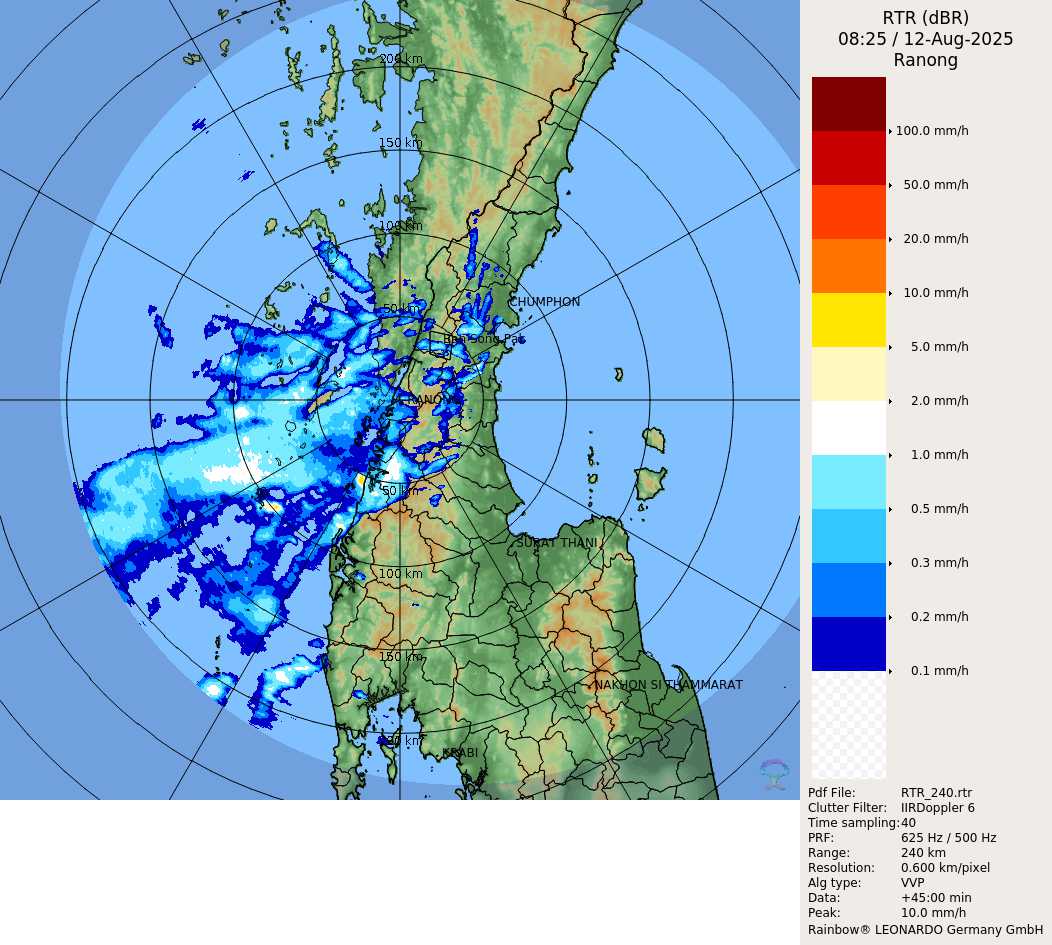 RTR (dBR)
08:25 / 12-Aug-2025
Ranong
100.0 mm/h
50.0 mm/h
20.0 mm/h
10.0 mm/h
5.0 mm/h
2.0 mm/h
1.0 mm/h
0.5 mm/h
0.3 mm/h
0.2 mm/h
0.1 mm/h
Pdf File: RTR_240.rtr
Clutter Filter: IIRDoppler 6
Time sampling: 40
PRF: 625 Hz / 500 Hz
Range: 240 km
Resolution: 0.600 km/pixel
Alg type: VVP
Data: +45:00 min
Peak: 10.0 mm/h
Rainbow® LEONARDO Germany GmbH
200 km
150 km
100 km
50 km
CHUMPHON
RANONG
50 km
SURAT THANI
100 km
150 km
NAKHON SI THAMMARAT
200 km
KRABI